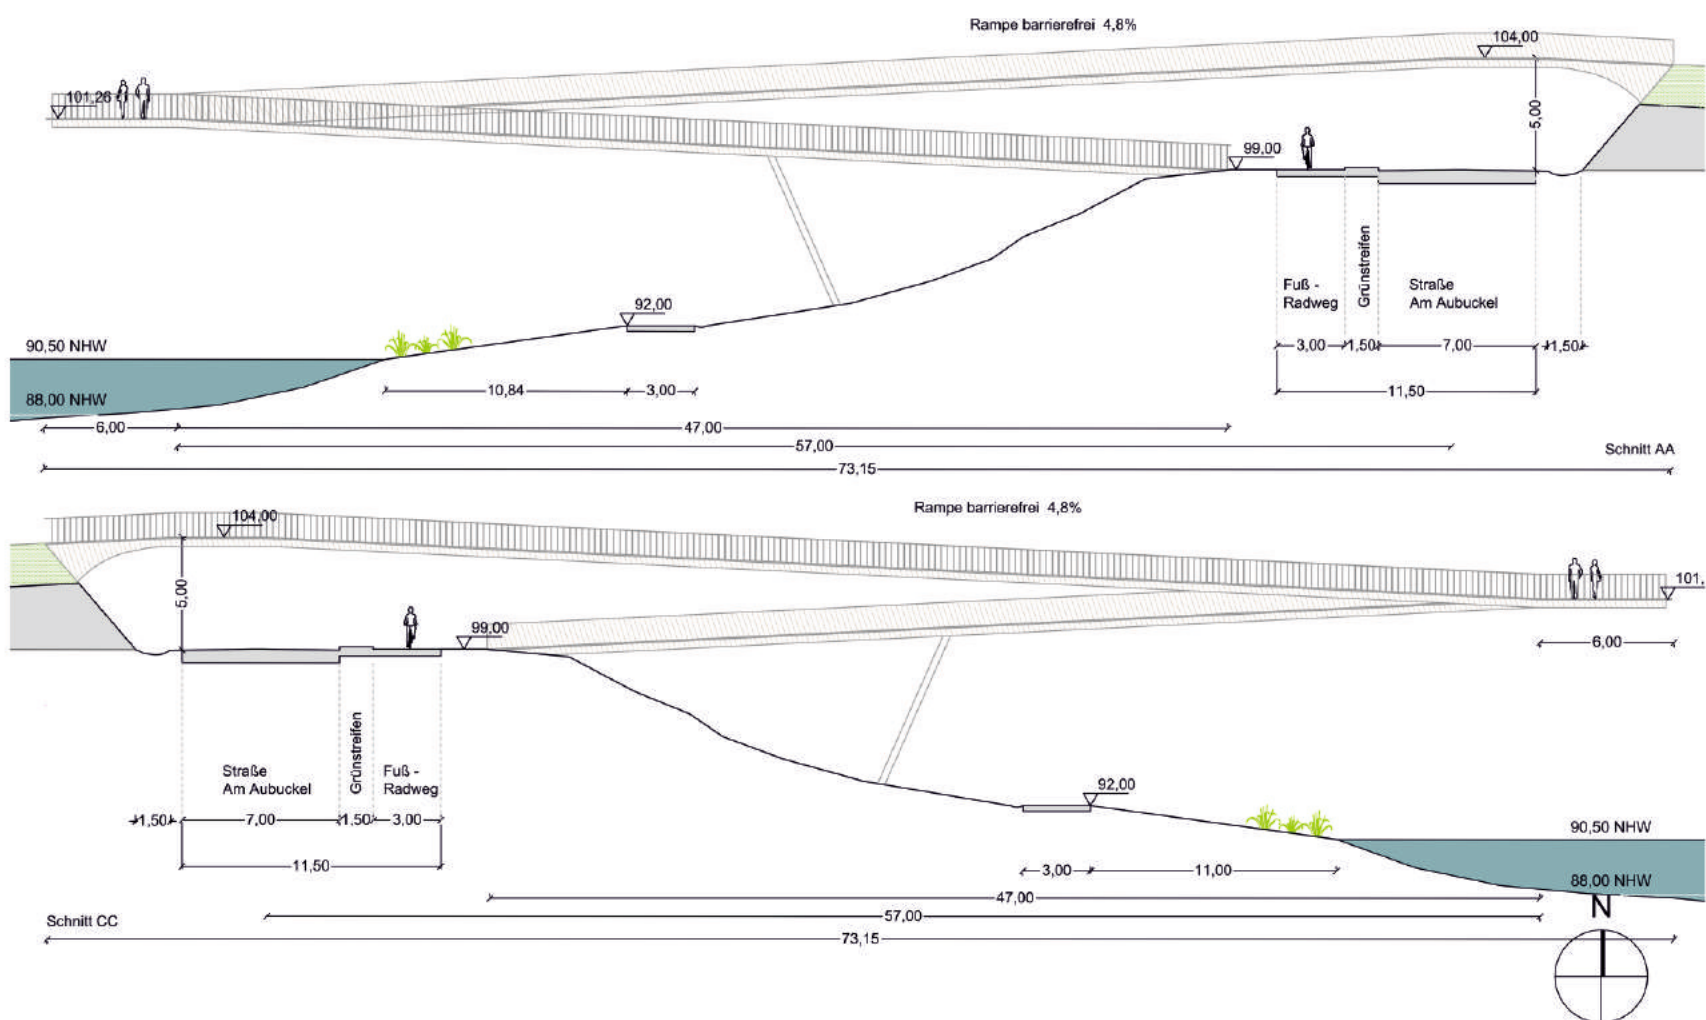 Rampe barrierefrei 4,8%
104,00
101,26
5,00
99,00
Fuß -
Radweg
Grünstreifen
Straße
Am Aubuckel
92,00
90,50 NHW
3,00
1,50
7,00
1,50
10,84
3,00
11,50
88,00 NHW
6,00
47,00
57,00
Schnitt AA
73,15
Rampe barrierefrei 4,8%
104,00
101,
5,00
99,00
6,00
Straße
Am Aubuckel
Grünstreifen
Fuß -
Radweg
92,00
1,50
7,00
1,50
3,00
90,50 NHW
11,50
3,00
11,00
88,00 NHW
47,00
N
57,00
Schnitt CC
73,15